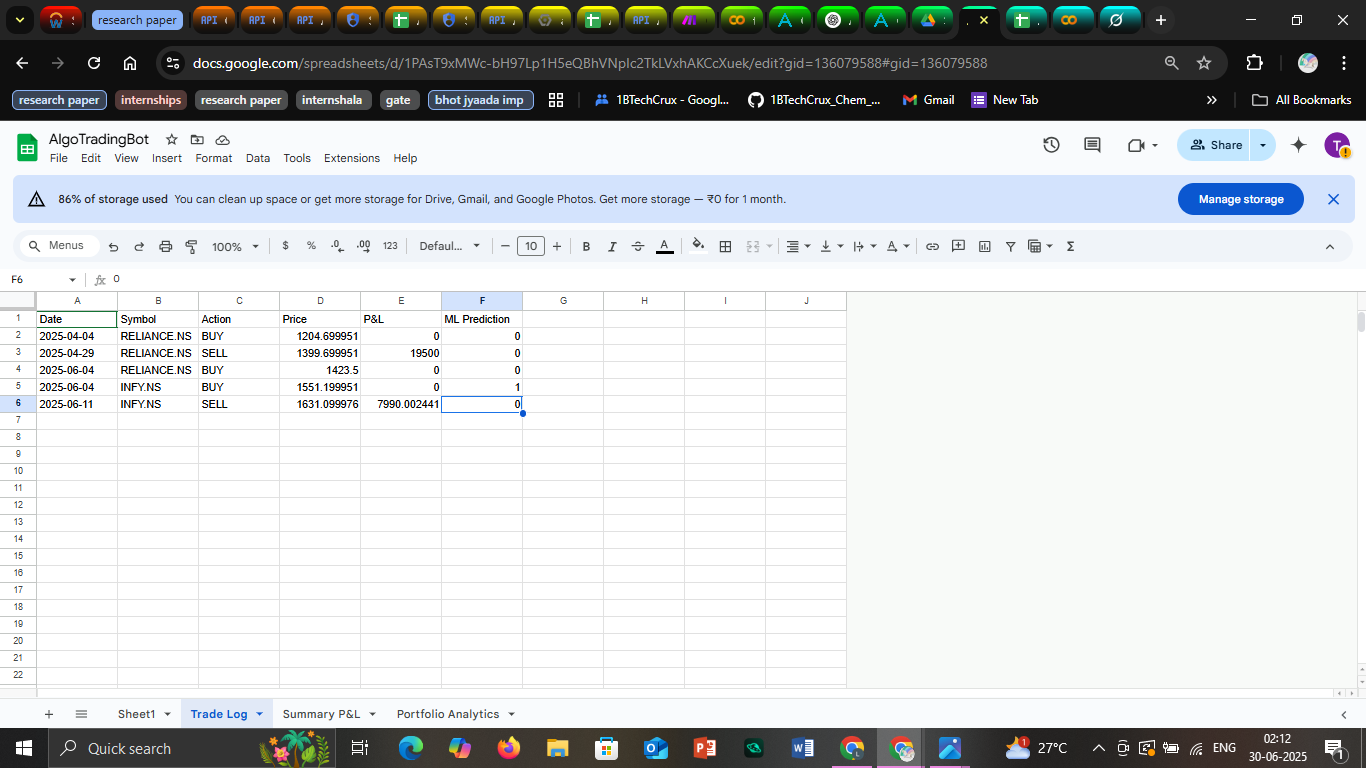 research paper
docs.google.com/spreadsheets/d/1PAsT9xMWc-bH97Lp1H5eQBhVNpIc2TkLVxhAKCcXuek/edit?gid=136079588#gid=136079588
research paper internships research paper internshala gate bhot jyaada imp 1BTechCrux - Googl... 1BTechCrux_Chem_... Gmail New Tab All Bookmarks
AlgoTradingBot
File Edit View Insert Format Data Tools Extensions Help
Share
86% of storage used You can clean up space or get more storage for Drive, Gmail, and Google Photos. Get more storage — ₹0 for 1 month. Manage storage
Menus 100% $ % .0 .00 123 Defaul... 10 B I A
F6 fx 0
A B C D E F G H I J
1 Date Symbol Action Price P&L ML Prediction
2 2025-04-04 RELIANCE.NS BUY 1204.699951 0 0
3 2025-04-29 RELIANCE.NS SELL 1399.699951 19500 0
4 2025-06-04 RELIANCE.NS BUY 1423.5 0 0
5 2025-06-04 INFY.NS BUY 1551.199951 0 1
6 2025-06-11 INFY.NS SELL 1631.099976 7990.002441 0
7
8
9
10
11
12
13
14
15
16
17
18
19
20
21
22
Sheet1 Trade Log Summary P&L Portfolio Analytics
Quick search 27°C ENG 02:12
30-06-2025